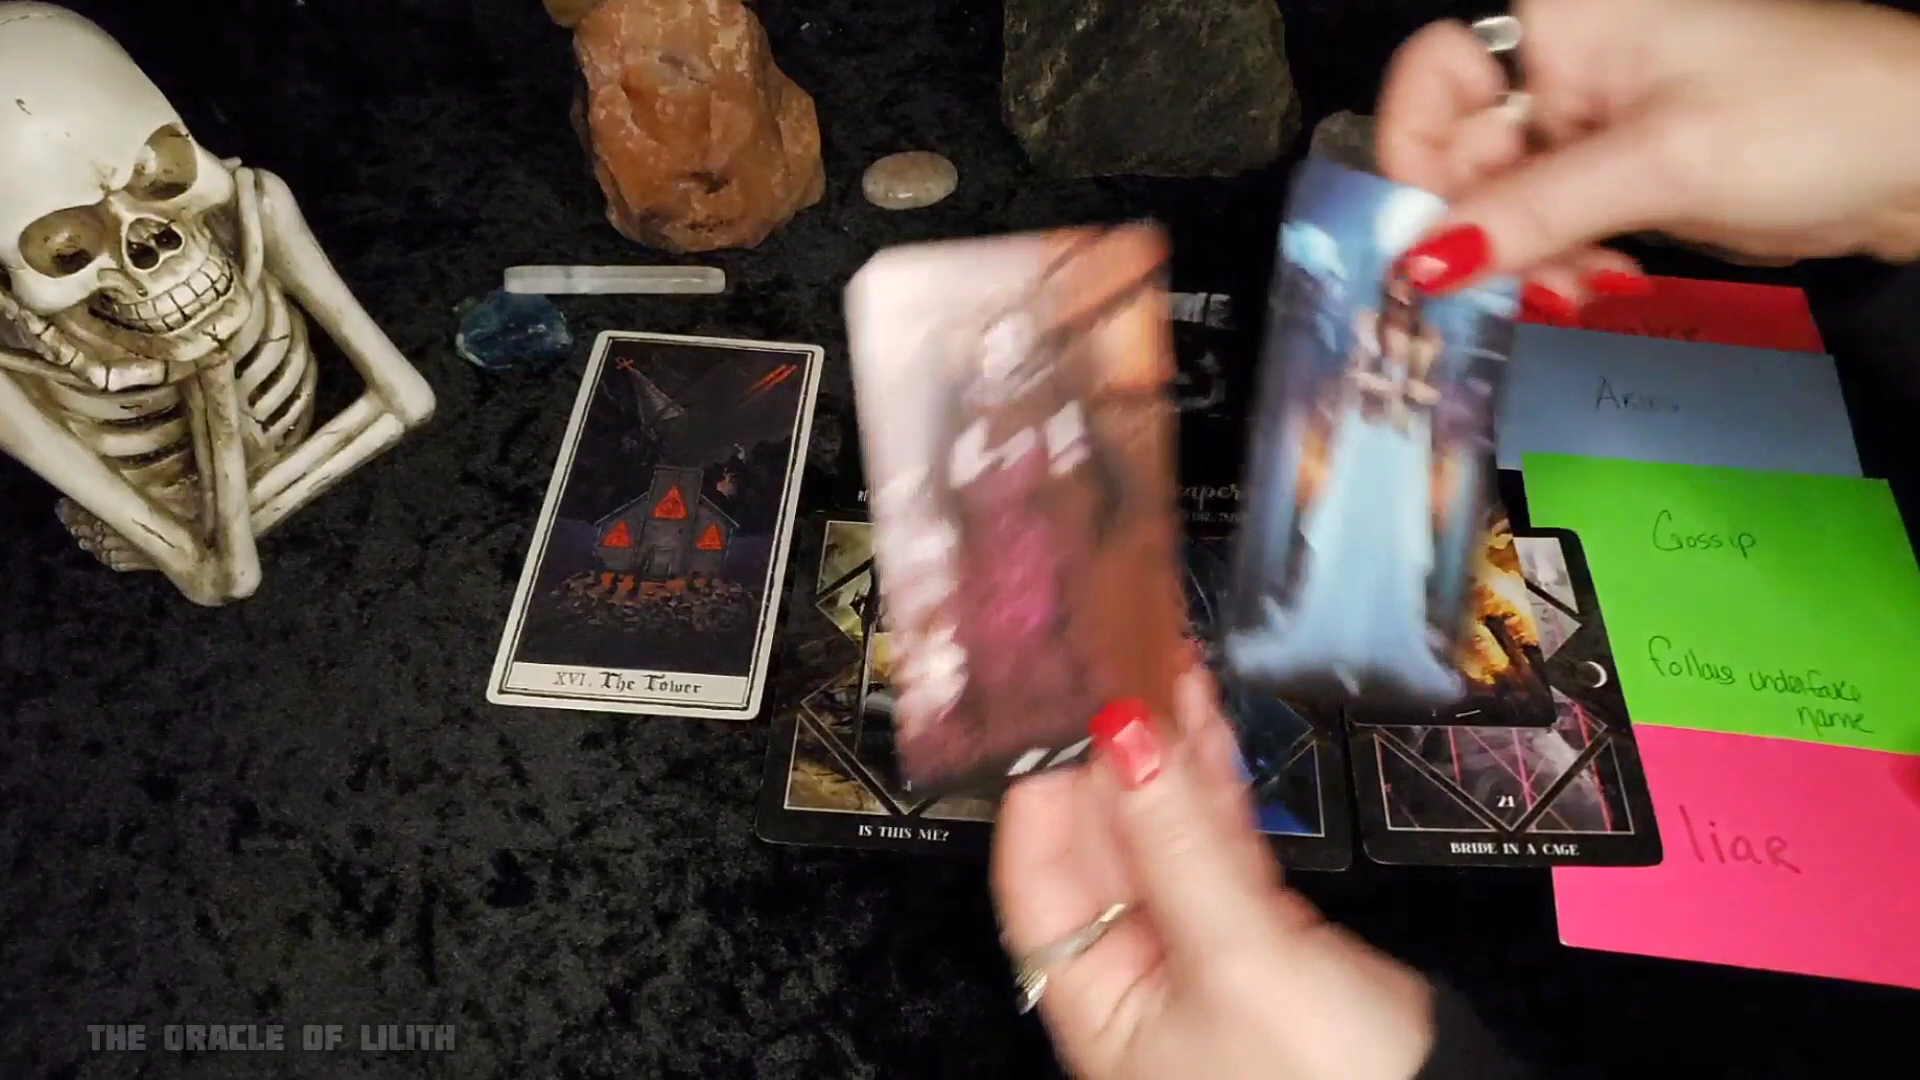 Aries
Gossip
follows under fake
name
liar
XVI. The Tower
IS THIS ME?
21
BRIDE IN A CAGE
THE ORACLE OF LILITH